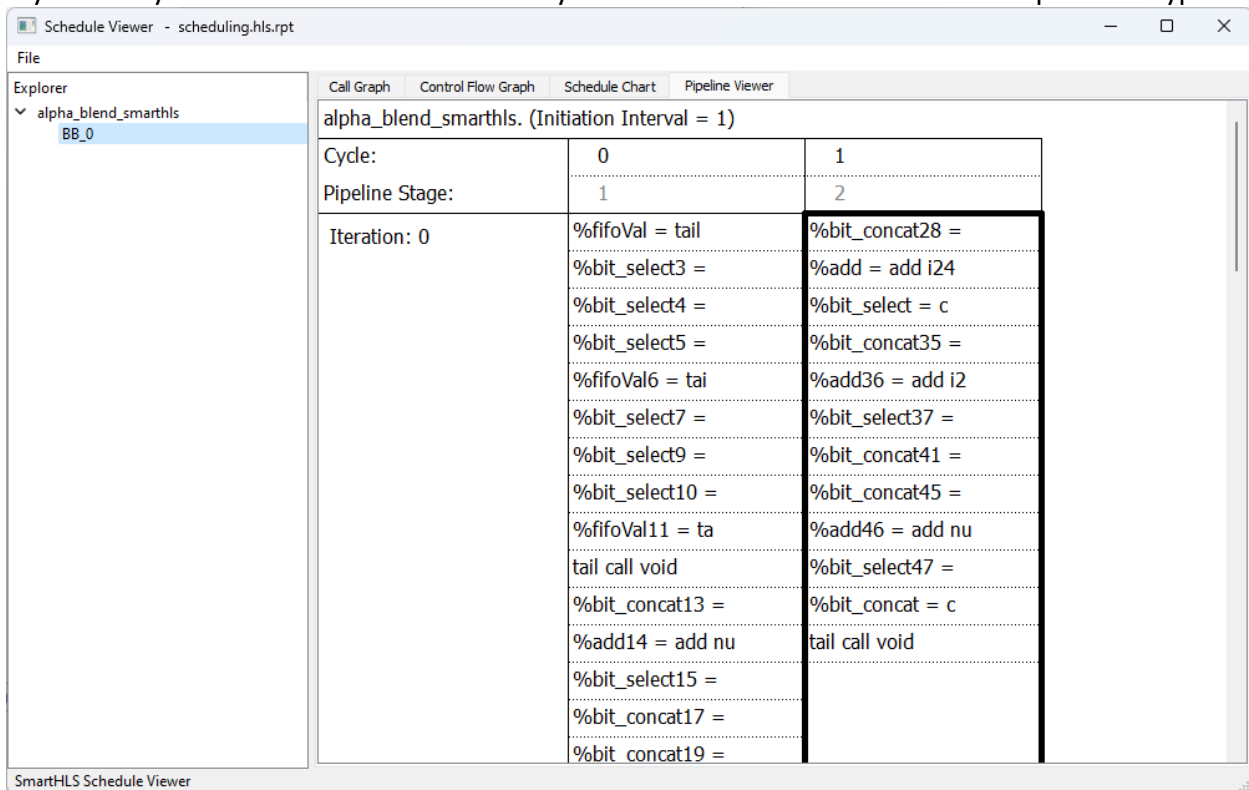 Schedule Viewer - scheduling.hls.rpt
File
Explorer
alpha_blend_smarthls
BB_0
Call Graph Control Flow Graph Schedule Chart Pipeline Viewer
alpha_blend_smarthls. (Initiation Interval = 1)
Cycle: 0 1
Pipeline Stage: 1 2
Iteration: 0 %fifoVal = tail %bit_concat28 =
%bit_select3 = %add = add i24
%bit_select4 = %bit_select = c
%bit_select5 = %bit_concat35 =
%fifoVal6 = tai %add36 = add i2
%bit_select7 = %bit_select37 =
%bit_select9 = %bit_concat41 =
%bit_select10 = %bit_concat45 =
%fifoVal11 = ta %add46 = add nu
tail call void %bit_select47 =
%bit_concat13 = %bit_concat = c
%add14 = add nu tail call void
%bit_select15 =
%bit_concat17 =
%bit_concat19 =
SmartHLS Schedule Viewer